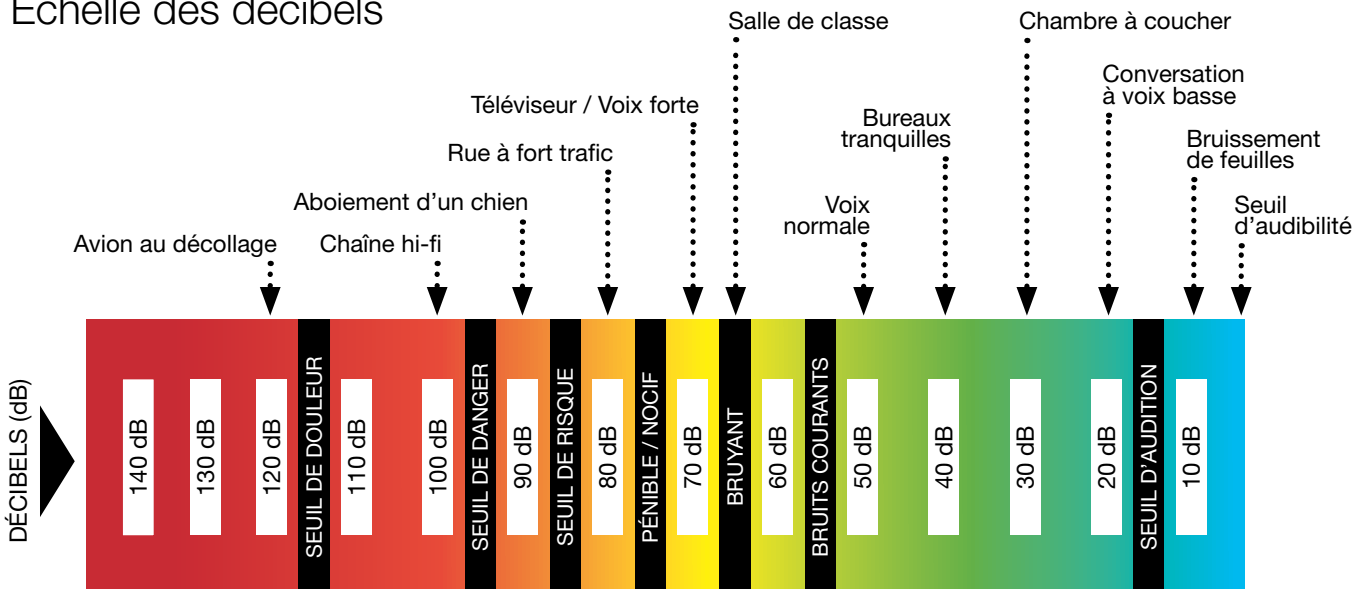 Échelle des décibels
Salle de classe
Chambre à coucher
Conversation
à voix basse
Téléviseur / Voix forte
Bureaux
tranquilles
Bruissement
de feuilles
Rue à fort trafic
Aboiement d’un chien
Voix
normale
Seuil
d’audibilité
Avion au décollage
Chaîne hi-fi
DÉCIBELS (dB)
140 dB
130 dB
120 dB
SEUIL DE DOULEUR
110 dB
100 dB
SEUIL DE DANGER
90 dB
SEUIL DE RISQUE
80 dB
PÉNIBLE / NOCIF
70 dB
BRUYANT
60 dB
BRUITS COURANTS
50 dB
40 dB
30 dB
20 dB
SEUIL D’AUDITION
10 dB